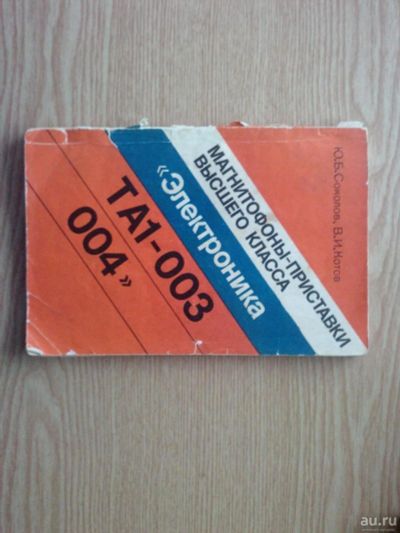 Ю.Б.Соколов, В.И.Котов
МАГНИТОФОНЫ-ПРИСТАВКИ
ВЫСШЕГО КЛАССА
«Электроника
ТА1-003
004»
au.ru